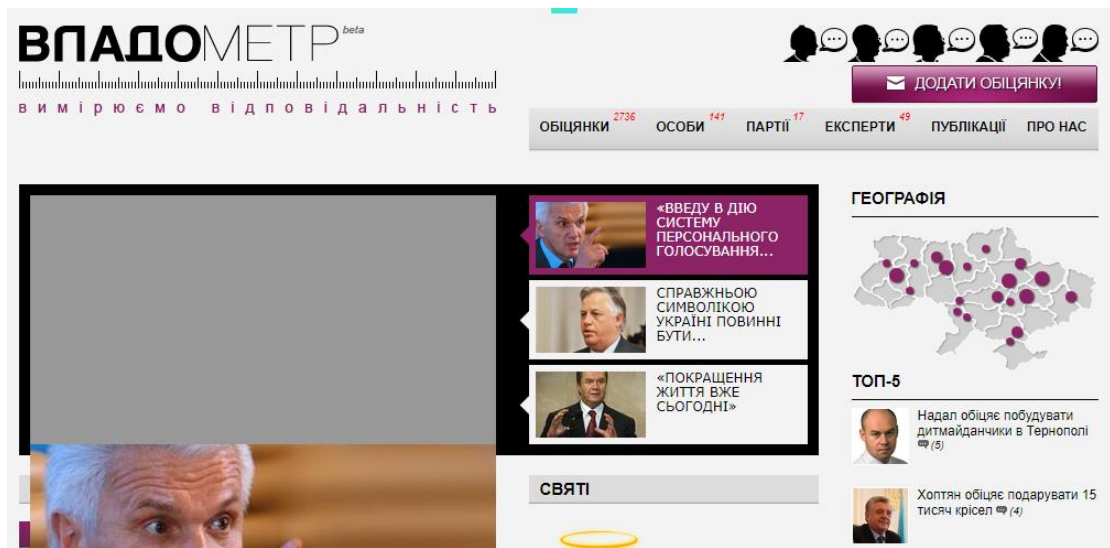 ВПАДОМЕТР beta
вимірюємо відповідальність
ДОДАТИ ОБІЦЯНКУ!
ОБІЦЯНКИ 2736 ОСОБИ 141 ПАРТІЇ 17 ЕКСПЕРТИ 49 ПУБЛІКАЦІЇ ПРО НАС
«ВВЕДУ В ДІЮ
СИСТЕМУ
ПЕРСОНАЛЬНОГО
ГОЛОСУВАННЯ...
СПРАВЖНЬОЮ
СИМВОЛІКОЮ
УКРАЇНІ ПОВИННІ
БУТИ...
«ПОКРАЩЕННЯ
ЖИТТЯ ВЖЕ
СЬОГОДНІ»
СВЯТІ
ГЕОГРАФІЯ
ТОП-5
Надал обіцяє побудувати
дитмайданчики в Тернополі
(5)
Хоптян обіцяє подарувати 15
тисяч крісел (4)